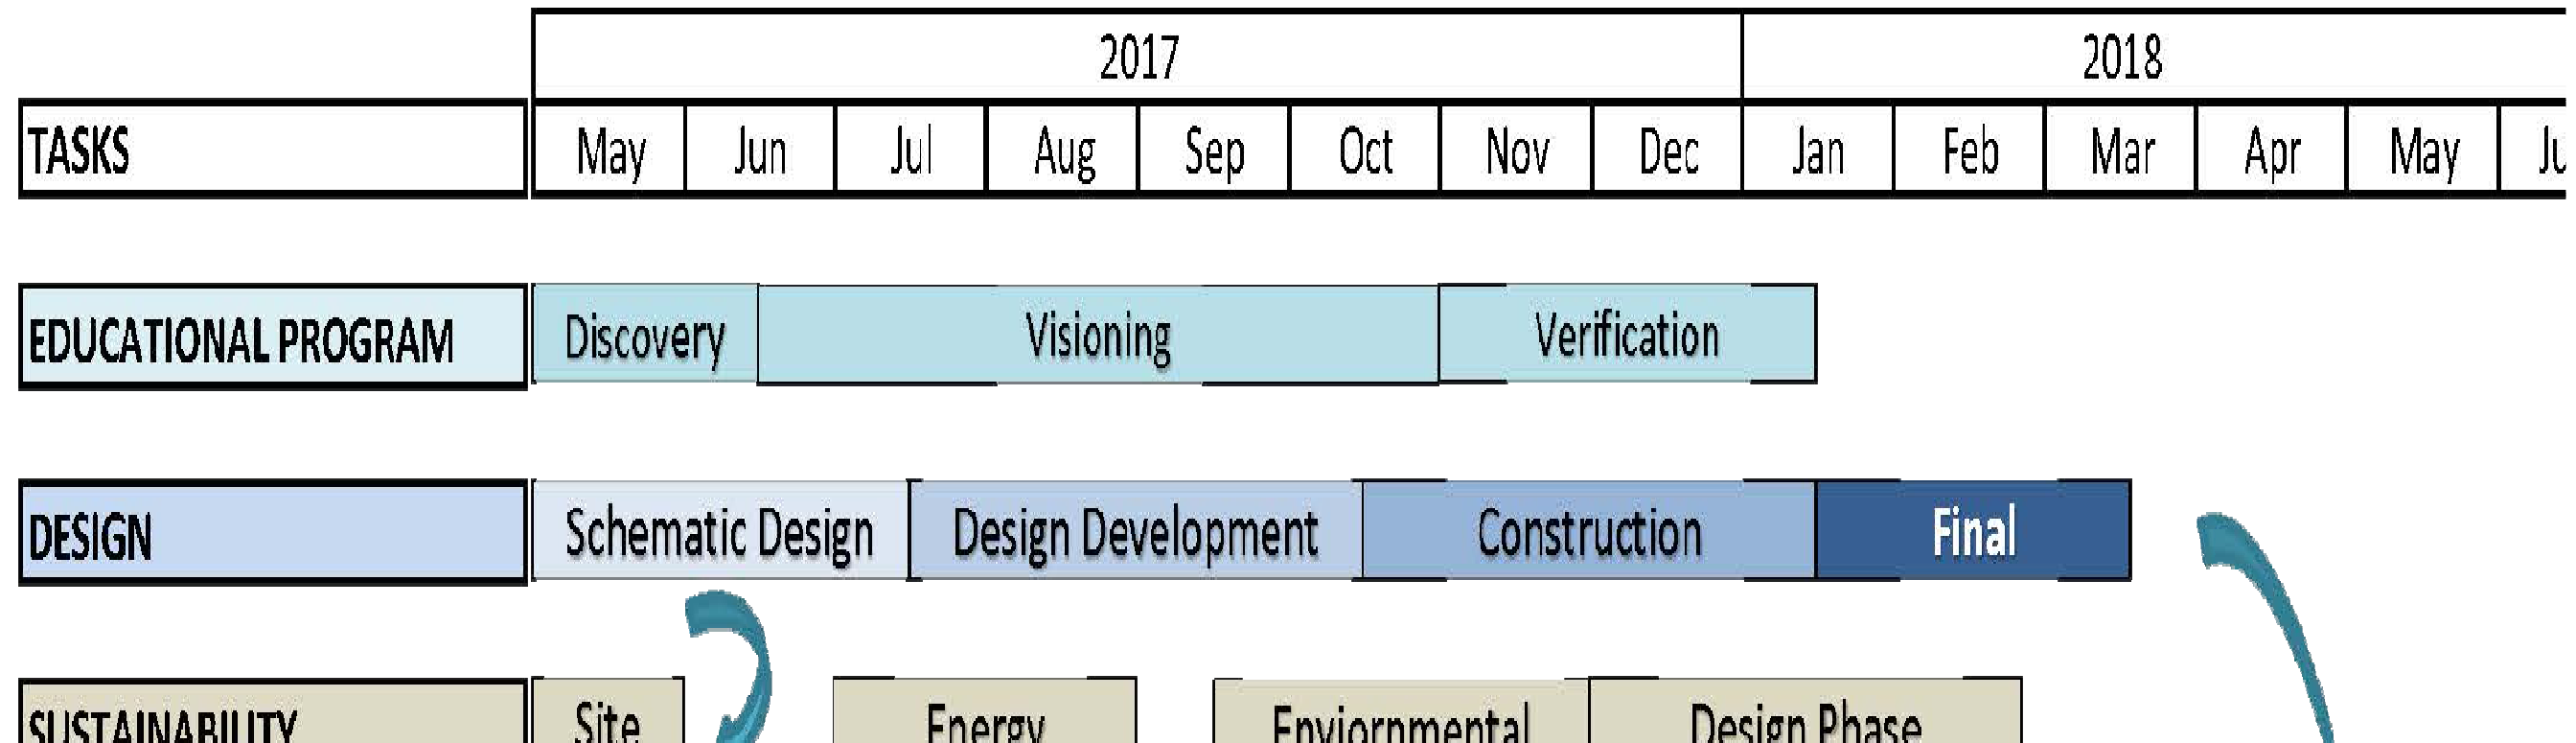 2017 2018
TASKS May Jun Jul Aug Sep Oct Nov Dec Jan Feb Mar Apr May
EDUCATIONAL PROGRAM Discovery Visioning Verification
DESIGN Schematic Design Design Development Construction Final
SUSTAINABILITY Site Energy Enviornmental Design Phase